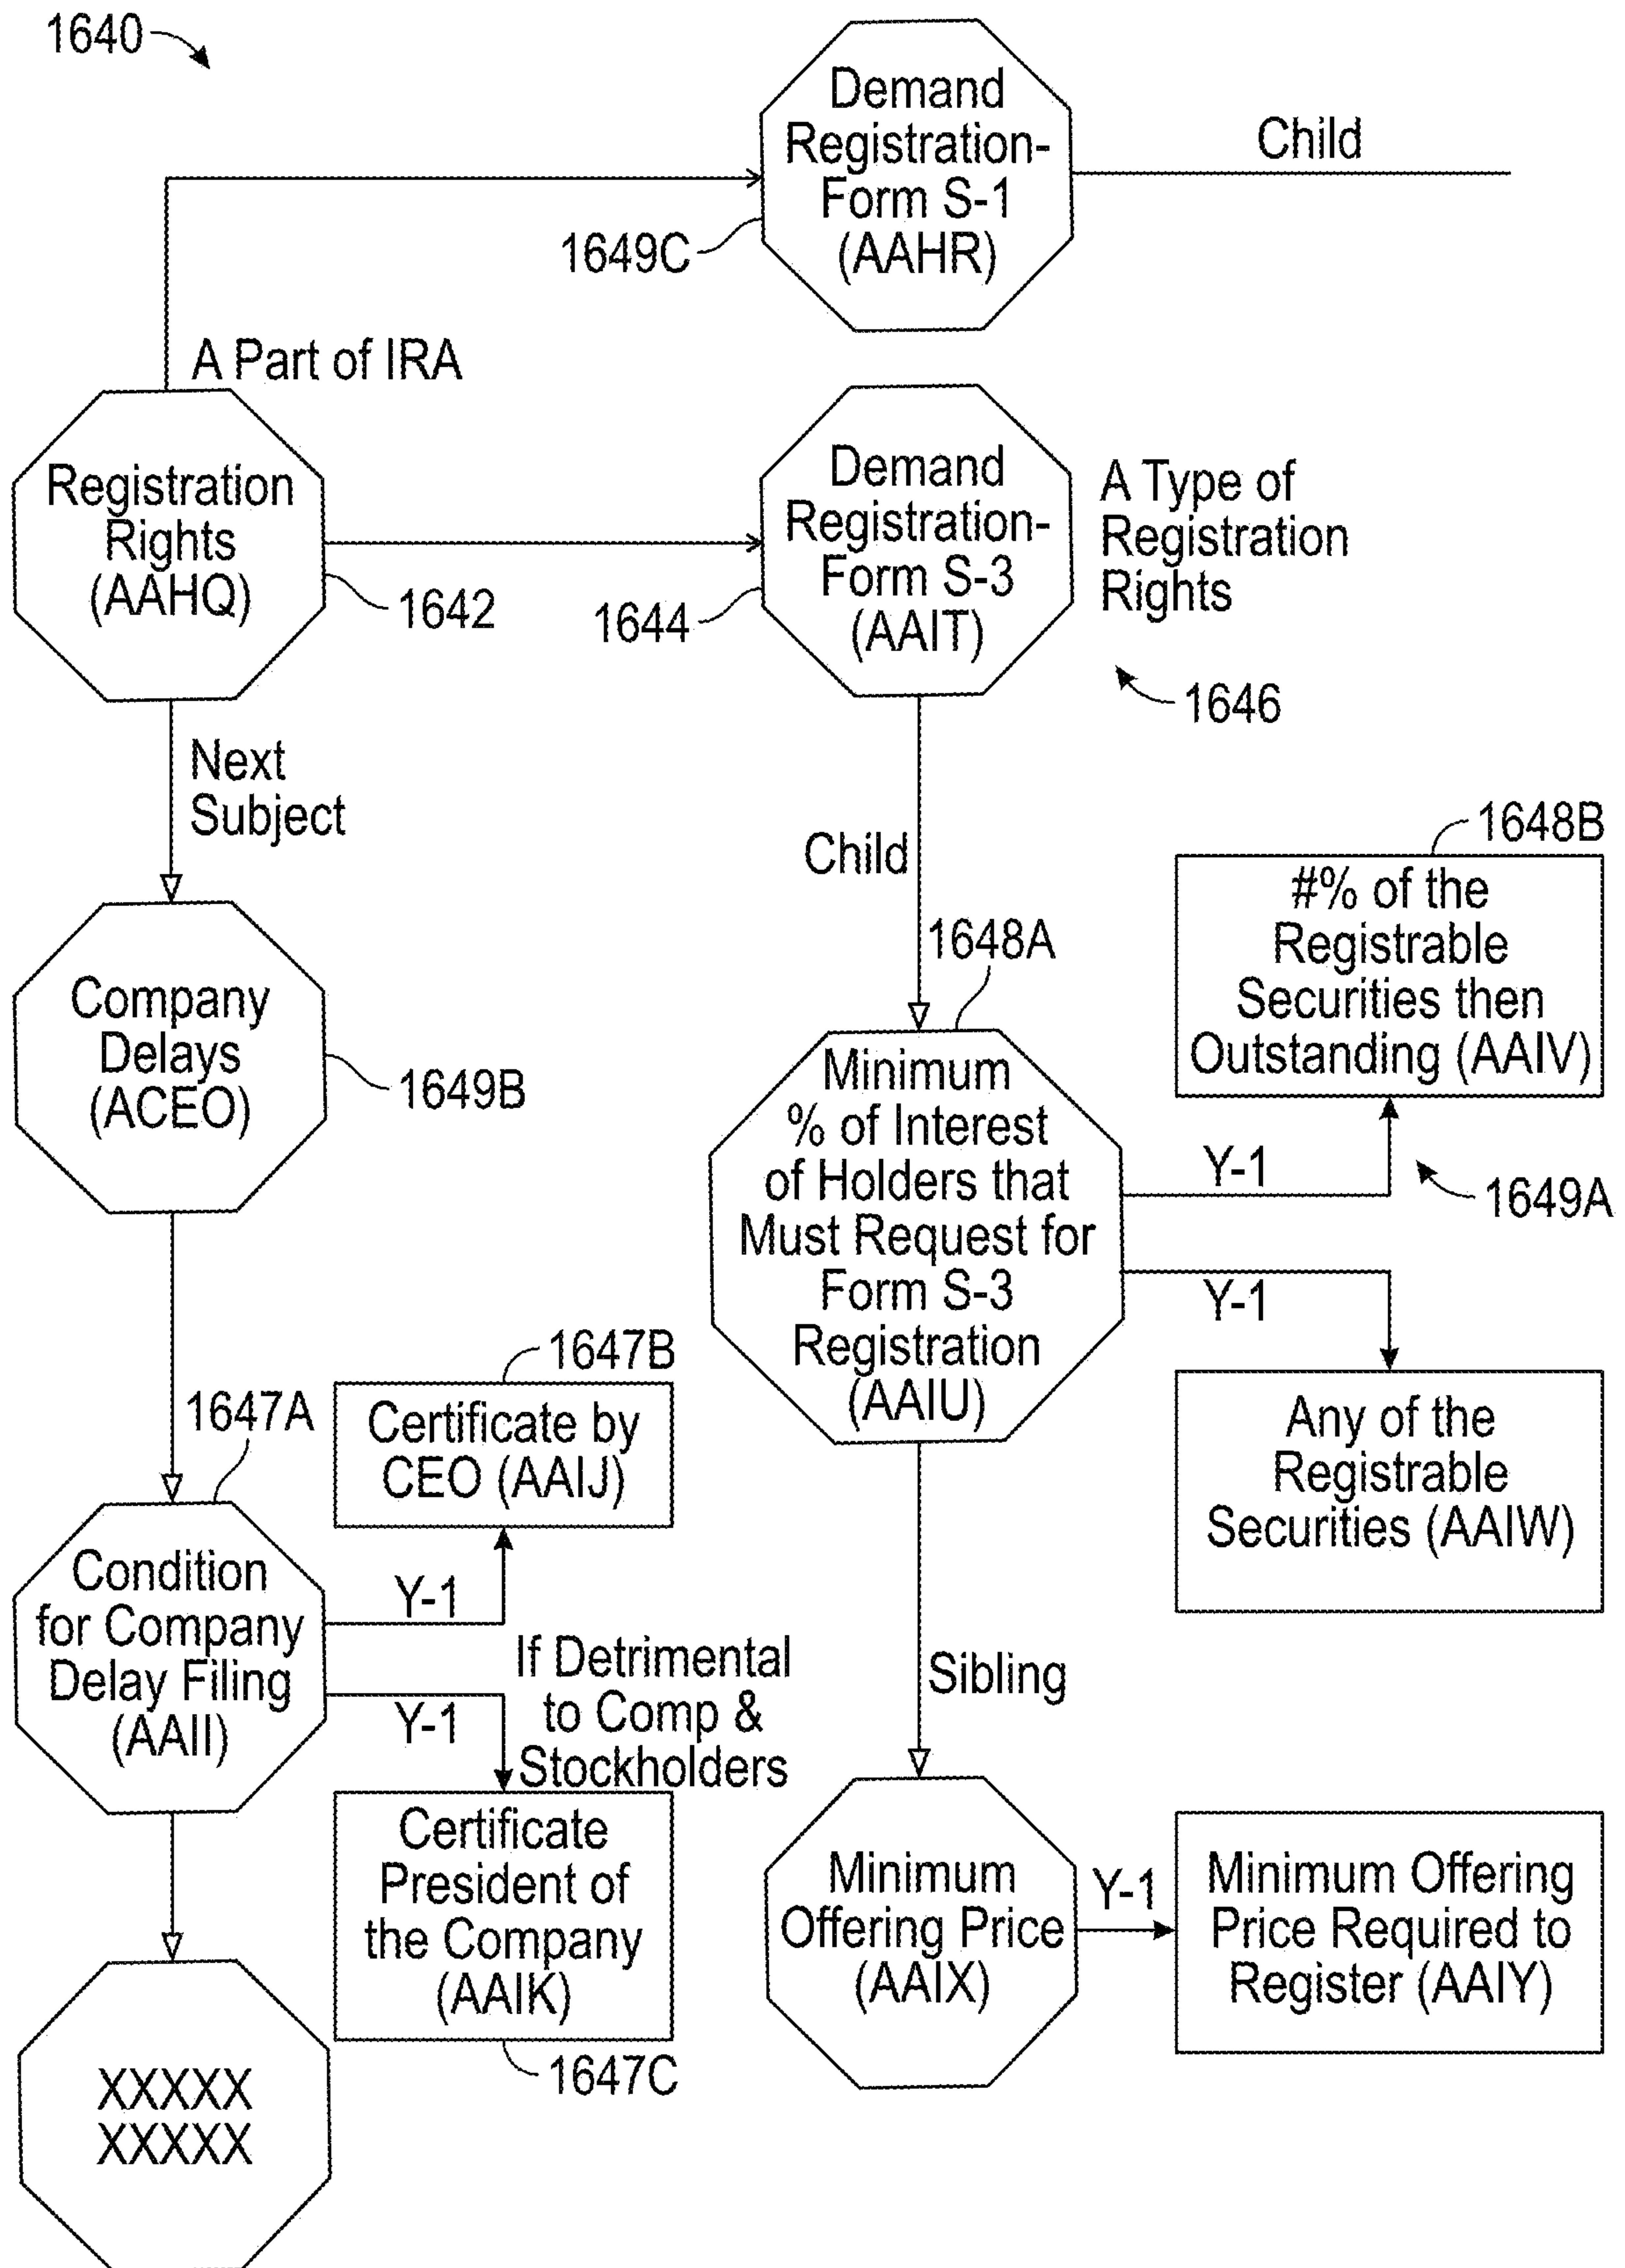 1640
Demand
Registration-
Form S-1
(AAHR)
Child
1649C
A Part of IRA
Registration
Rights
(AAHQ)
1642
Demand
Registration-
Form S-3
(AAIT)
1644
A Type of
Registration
Rights
1646
Next
Subject
Child
1648B
#% of the
Registrable
Securities then
Outstanding (AAIV)
1648A
Company
Delays
(ACEO)
1649B
Minimum
% of Interest
of Holders that
Must Request for
Form S-3
Registration
(AAIU)
Y-1
1649A
Y-1
Any of the
Registrable
Securities (AAIW)
1647B
Certificate by
CEO (AAIJ)
1647A
Condition
for Company
Delay Filing
(AAII)
Y-1
Y-1
If Detrimental
to Comp &
Stockholders
Sibling
Certificate
President of
the Company
(AAIK)
1647C
Minimum
Offering Price
(AAIX)
Y-1
Minimum Offering
Price Required to
Register (AAIY)
XXXXX
XXXXX